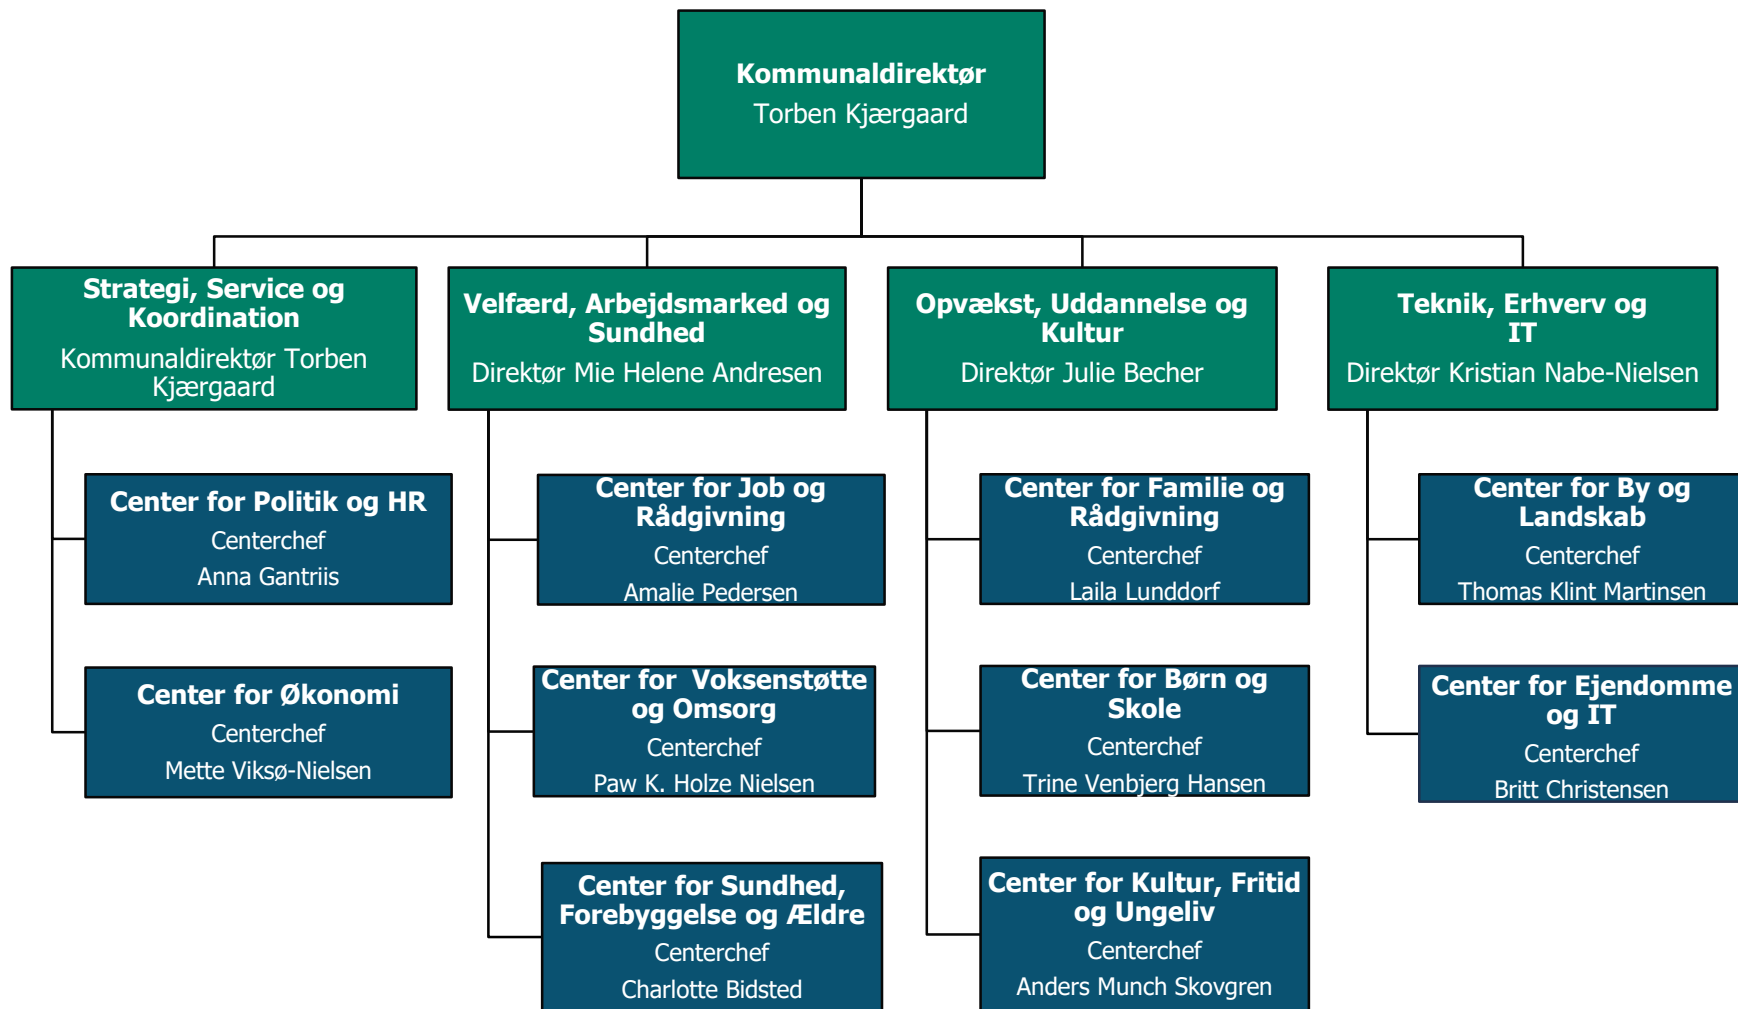 Kommunaldirektør
Torben Kjærgaard
Strategi, Service og
Koordination
Kommunaldirektør Torben
Kjærgaard
Velfærd, Arbejdsmarked og
Sundhed
Direktør Mie Helene Andresen
Opvækst, Uddannelse og
Kultur
Direktør Julie Becher
Teknik, Erhverv og
IT
Direktør Kristian Nabe-Nielsen
Center for Politik og HR
Centerchef
Anna Gantriis
Center for Økonomi
Centerchef
Mette Viksø-Nielsen
Center for Job og
Rådgivning
Centerchef
Amalie Pedersen
Center for Voksenstøtte
og Omsorg
Centerchef
Paw K. Holze Nielsen
Center for Sundhed,
Forebyggelse og Ældre
Centerchef
Charlotte Bidsted
Center for Familie og
Rådgivning
Centerchef
Laila Lunddorf
Center for Børn og
Skole
Centerchef
Trine Venbjerg Hansen
Center for Kultur, Fritid
og Ungeliv
Centerchef
Anders Munch Skovgren
Center for By og
Landskab
Centerchef
Thomas Klint Martinsen
Center for Ejendomme
og IT
Centerchef
Britt Christensen